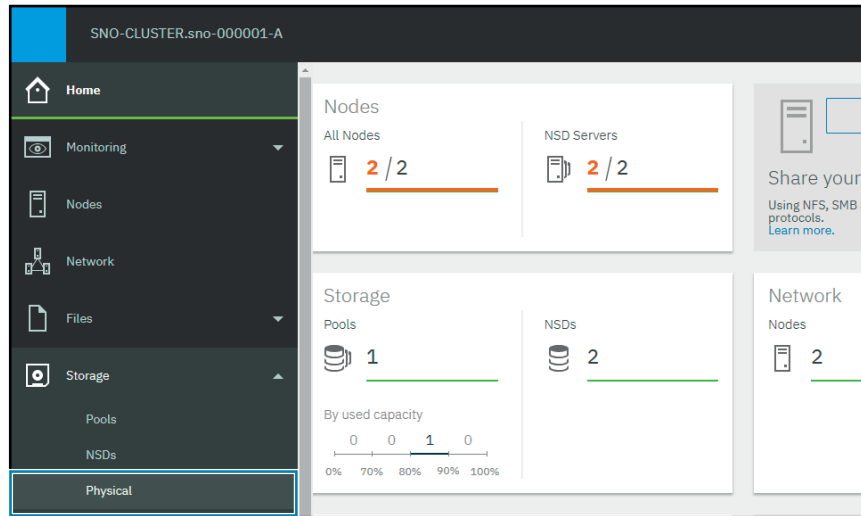 SNO-CLUSTER.sno-000001-A
Home
Monitoring
Nodes
Network
Files
Storage
Pools
NSDs
Physical
Nodes
All Nodes
2 / 2
NSD Servers
2 / 2
Share your
Using NFS, SMB
protocols.
Learn more.
Storage
Pools
1
By used capacity
0 0 1 0
0% 70% 80% 90% 100%
NSDs
2
Network
Nodes
2